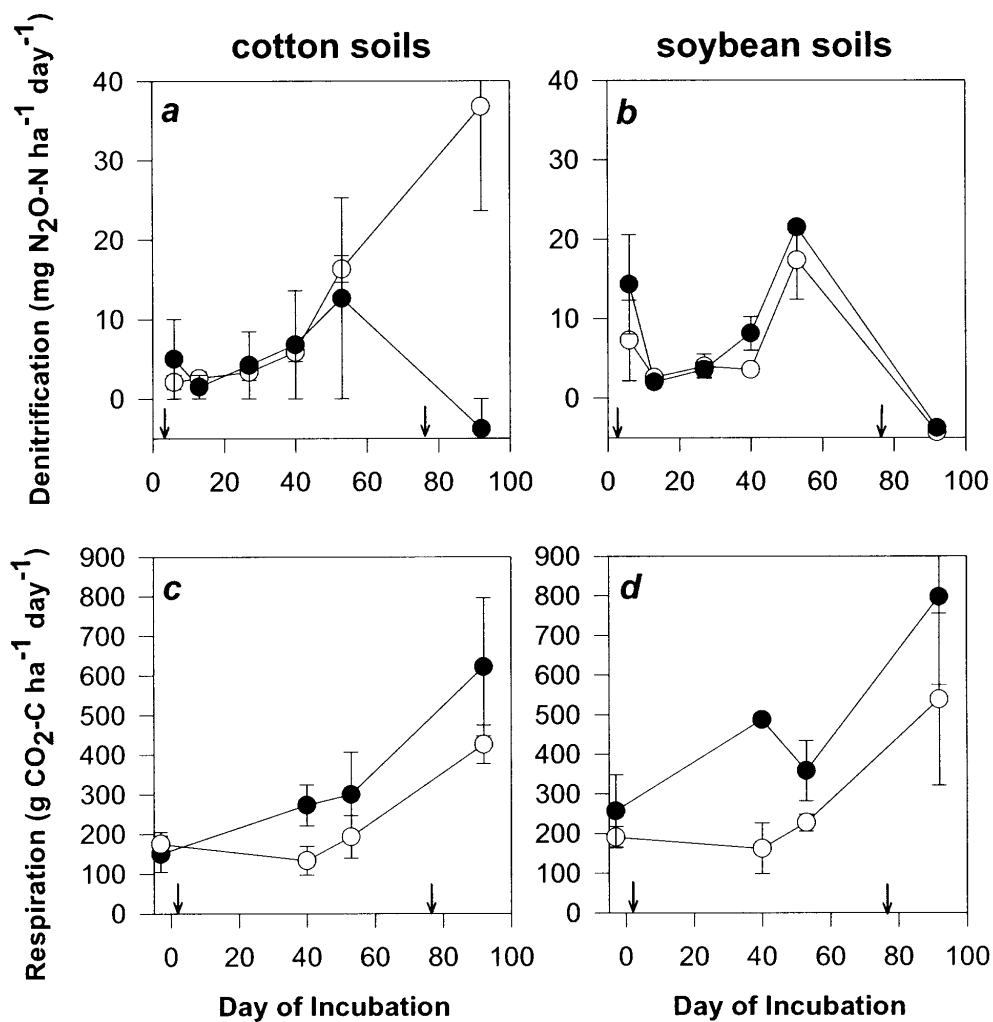 cotton soils
soybean soils
Denitrification (mg N2O-N ha-1 day-1)
a
40
30
20
10
0
0 20 40 60 80 100
b
40
30
20
10
0
0 20 40 60 80 100
Respiration (g CO2-C ha-1 day-1)
c
900
800
700
600
500
400
300
200
100
0
0 20 40 60 80 100
Day of Incubation
d
900
800
700
600
500
400
300
200
100
0
0 20 40 60 80 100
Day of Incubation